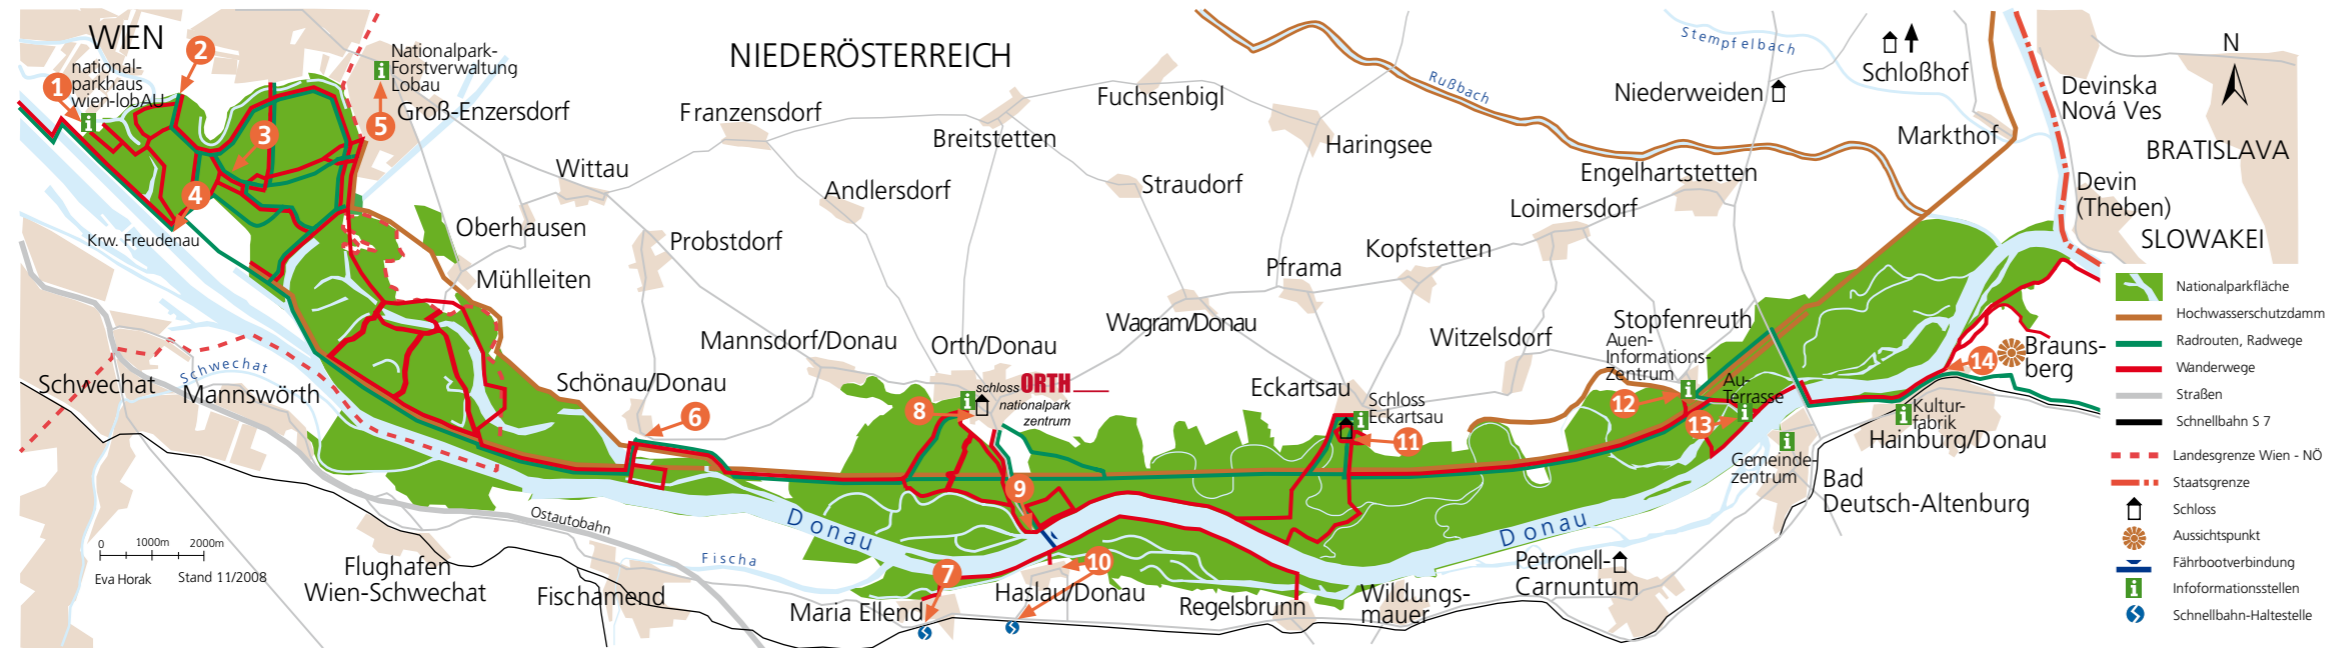 WIEN
national-
parkhaus
wien-lobAU
1
2
3
4
Krw. Freudenau
Nationalpark-
Forstverwaltung
Lobau
5
Groß-Enzersdorf
NIEDERÖSTERREICH
Franzensdorf
Fuchsenbigl
Breitstetten
Haringsee
Wittau
Andlersdorf
Straudorf
Oberhausen
Probstdorf
Mühlleiten
Rußbach
Stempfelbach
Niederweiden
Schloßhof
Markthof
Engelhartstetten
Loimersdorf
Kopfstetten
Pframa
Wagram/Donau
Witzelsdorf
Stopfenreuth
Auen-
Informations-
Zentrum
12
Au-
Terrasse
13
N
Devinska
Nová Ves
BRATISLAVA
Devin
(Theben)
SLOWAKEI
Schwechat
Schwechat
Mannswörth
Schönau/Donau
6
Mannsdorf/Donau
Orth/Donau
schloss ORTH
nationalpark
zentrum
8
9
Eckartsau
Schloss
Eckartsau
11
14
Brauns-
berg
Kultur-
fabrik
Hainburg/Donau
Gemeinde-
zentrum
Bad
Deutsch-Altenburg
Donau
Donau
Ostautobahn
Fischa
0 1000m 2000m
Eva Horak Stand 11/2008
Flughafen
Wien-Schwechat
Fischamend
7
Maria Ellend
10
Haslau/Donau
Regelsbrunn
Wildungs-
mauer
Petronell-
Carnuntum
Nationalparkfläche
Hochwasserschutzdamm
Radrouten, Radwege
Wanderwege
Straßen
Schnellbahn S 7
Landesgrenze Wien - NÖ
Staatsgrenze
Schloss
Aussichtspunkt
Fährbootverbindung
Infoformationsstellen
Schnellbahn-Haltestelle